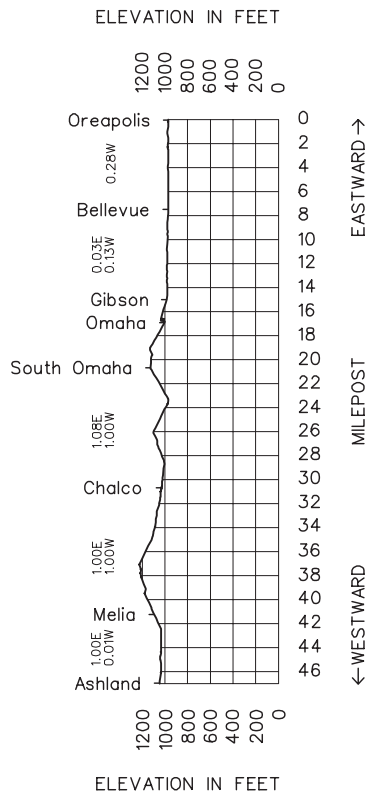 ELEVATION IN FEET
1200 1000 800 600 400 200 0
Oreapolis
0.28W
Bellevue
0.03E
0.13W
Gibson
Omaha
South Omaha
1.08E
1.00W
Chalco
1.00E
1.00W
Melia
1.00E
0.01W
Ashland
0
2
4
6
8
10
12
14
16
18
20
22
24
26
28
30
32
34
36
38
40
42
44
46
EASTWARD →
MILEPOST
← WESTWARD
1200 1000 800 600 400 200 0
ELEVATION IN FEET